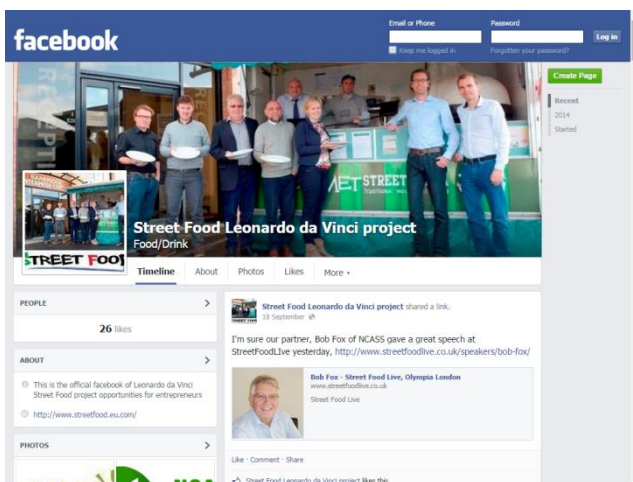 facebook
Email or Phone
Password
Log in
Keep me logged in
Forgotten your password?
Create Page
Recent
2014
Started
STREET
STREET FOOD
Street Food Leonardo da Vinci project
Food/Drink
Timeline
About
Photos
Likes
More
PEOPLE
26 likes
ABOUT
This is the official facebook of Leonardo da Vinci
Street Food project opportunities for entrepreneurs
http://www.streetfood.eu.com/
PHOTOS
Street Food Leonardo da Vinci project shared a link.
18 September
I'm sure our partner, Bob Fox of NCASS gave a great speech at
StreetFoodLIve yesterday, http://www.streetfoodlive.co.uk/speakers/bob-fox/
Bob Fox - Street Food Live, Olympia London
www.streetfoodlive.co.uk
Street Food Live
Like · Comment · Share
Street Food Leonardo da Vinci project likes this.